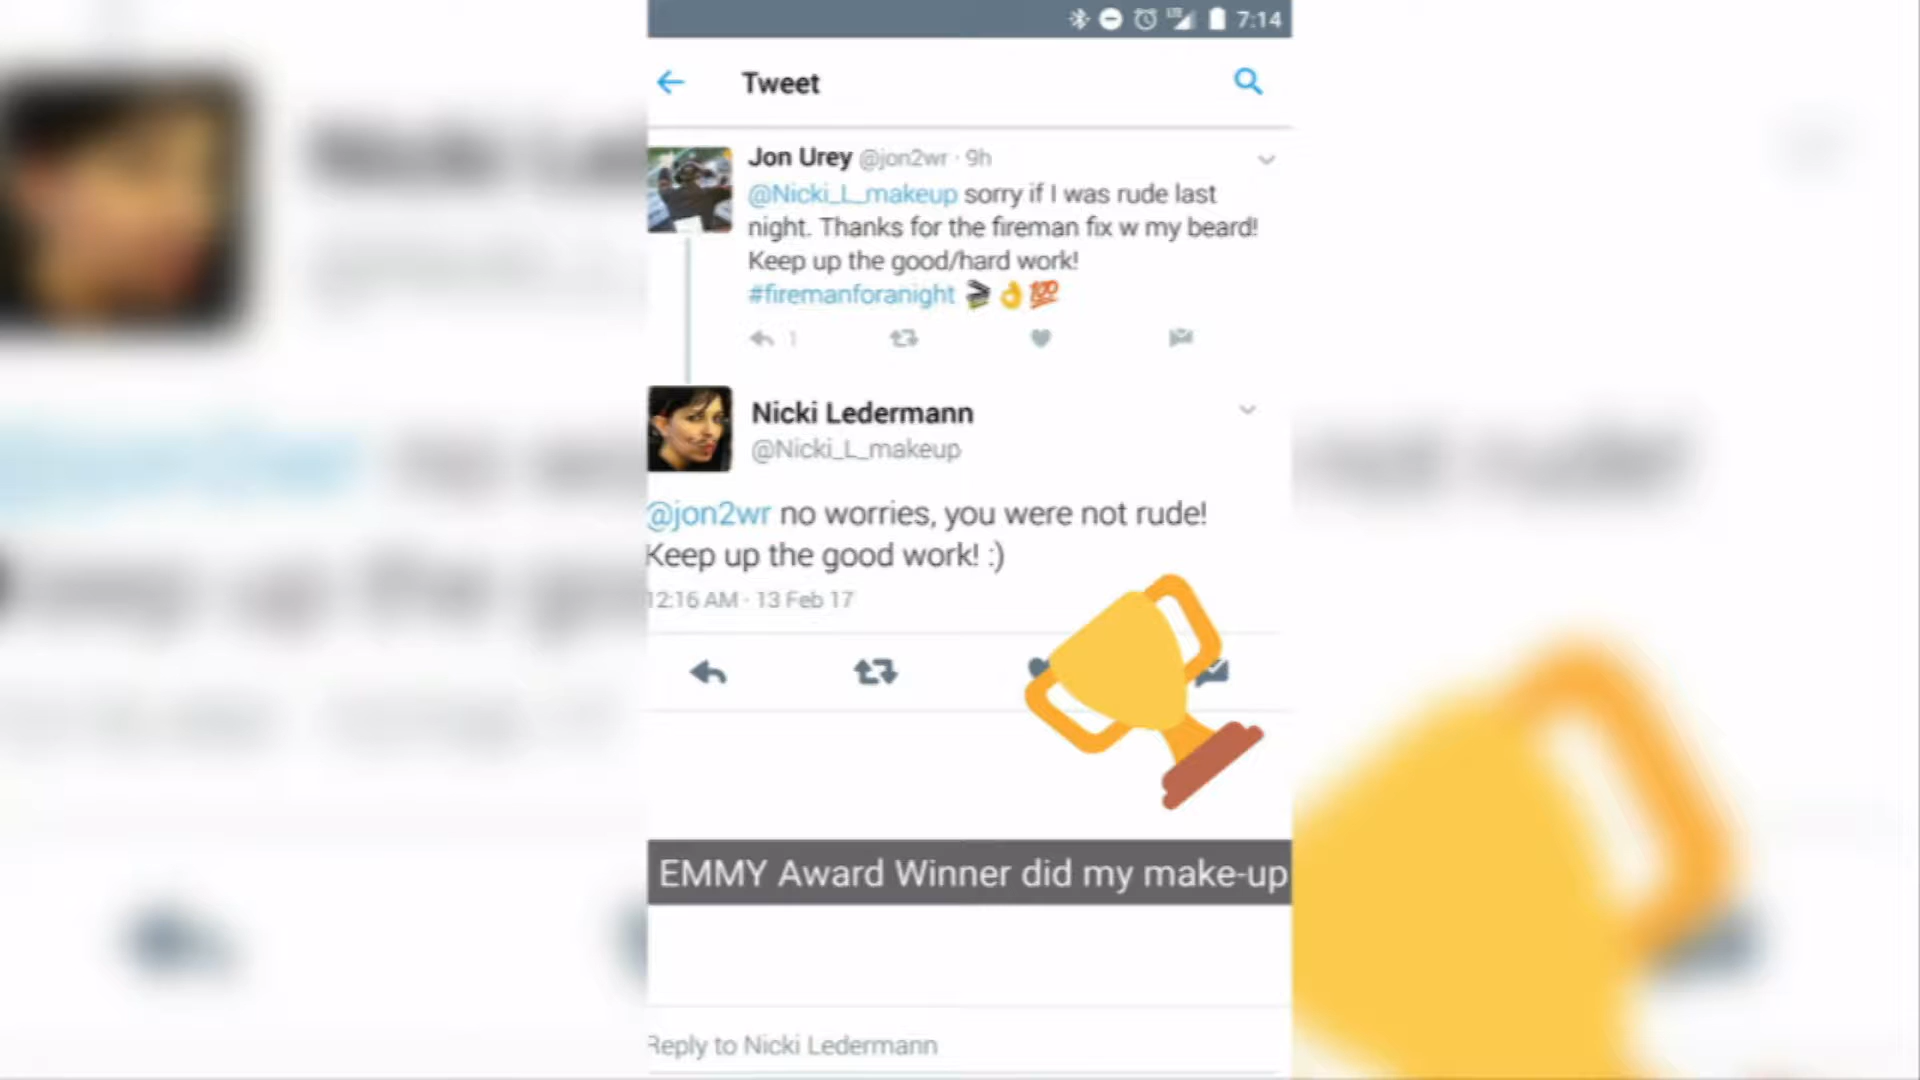 7:14
Tweet
Jon Urey @jon2wr · 9h
@Nicki_L_makeup sorry if I was rude last
night. Thanks for the fireman fix w my beard!
Keep up the good/hard work!
#firemanforanight 🎬👌💯
1
Nicki Ledermann
@Nicki_L_makeup
@jon2wr no worries, you were not rude!
Keep up the good work! :)
12:16 AM · 13 Feb 17
EMMY Award Winner did my make-up
Reply to Nicki Ledermann